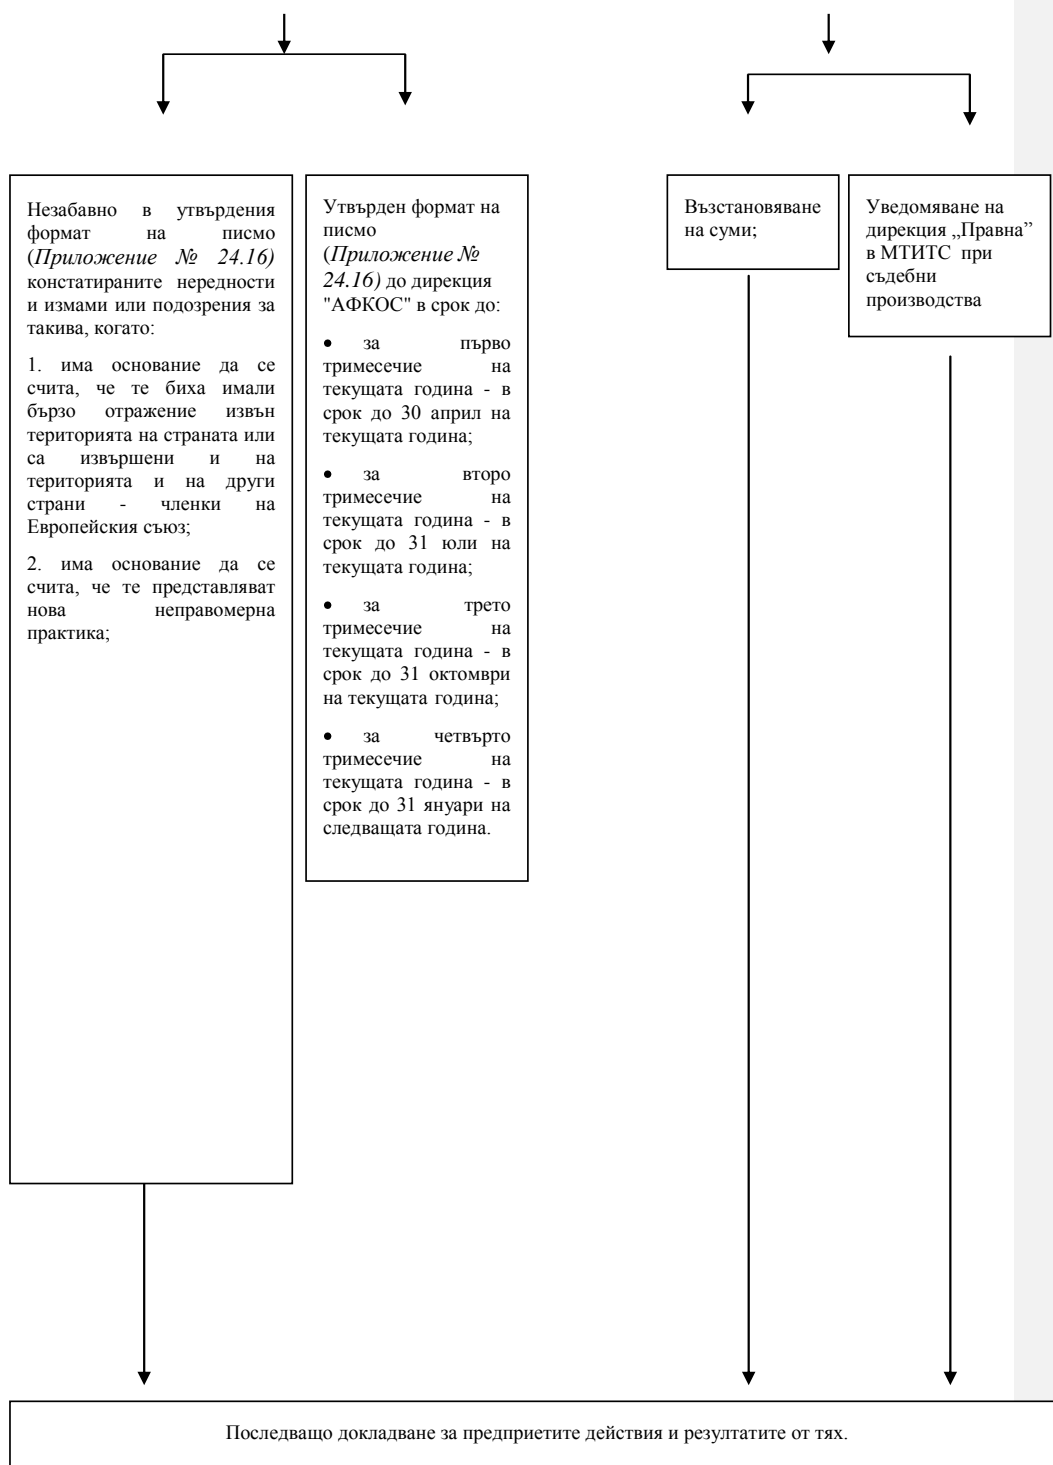 Незабавно в утвърдения
формат на писмо
(Приложение № 24.16)
констатираните нередности
и измами или подозрения за
такива, когато:
1. има основание да се
счита, че те биха имали
бързо отражение извън
територията на страната или
са извършени и на
територията и на други
страни - членки на
Европейския съюз;
2. има основание да се
счита, че те представляват
нова неправомерна
практика;
Утвърден формат на
писмо
(Приложение №
24.16) до дирекция
"АФКОС" в срок до:
• за първо
тримесечие на
текущата година - в
срок до 30 април на
текущата година;
• за второ
тримесечие на
текущата година - в
срок до 31 юли на
текущата година;
• за трето
тримесечие на
текущата година - в
срок до 31 октомври
на текущата година;
• за четвърто
тримесечие на
текущата година - в
срок до 31 януари на
следващата година.
Възстановяване
на суми;
Уведомяване на
дирекция „Правна”
в МТИТС при
съдебни
производства
Последващо докладване за предприетите действия и резултатите от тях.